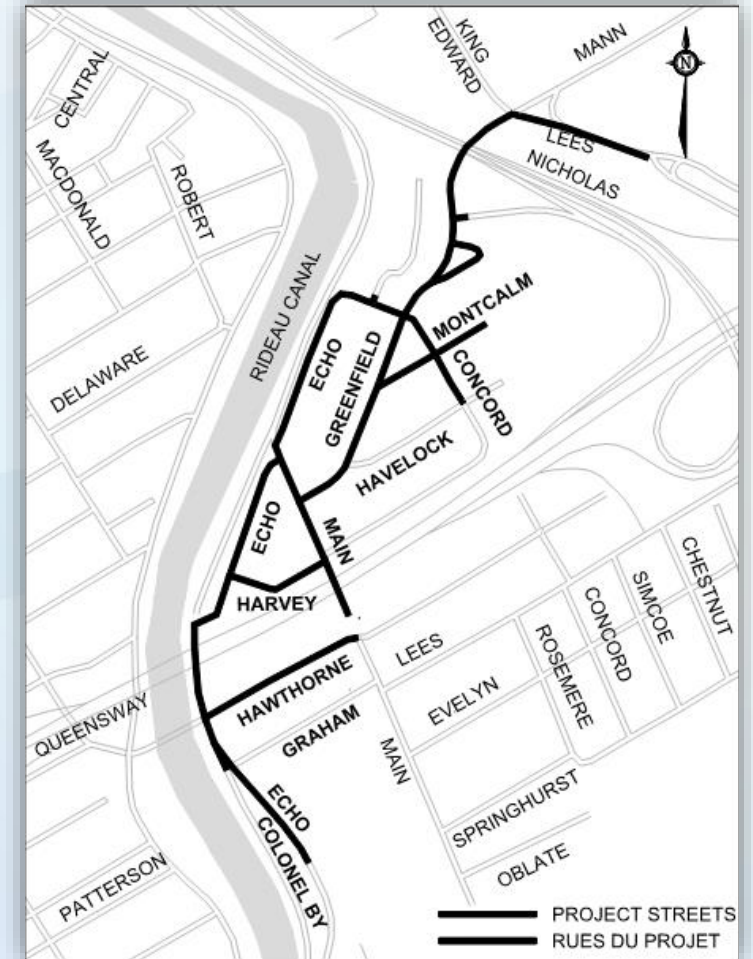 KING
EDWARD
MANN
CENTRAL
N
LEES
NICHOLAS
MACDONALD
ROBERT
RIDEAU CANAL
MONTCALM
ECHO
GREENFIELD
CONCORD
DELAWARE
HAVELOCK
ECHO
MAIN
HARVEY
CHESTNUT
SIMCOE
CONCORD
ROSEMERE
LEES
HAWTHORNE
EVELYN
GRAHAM
QUEENSWAY
MAIN
ECHO
COLONEL BY
SPRINGHURST
OBLATE
PATTERSON
PROJECT STREETS
RUES DU PROJET